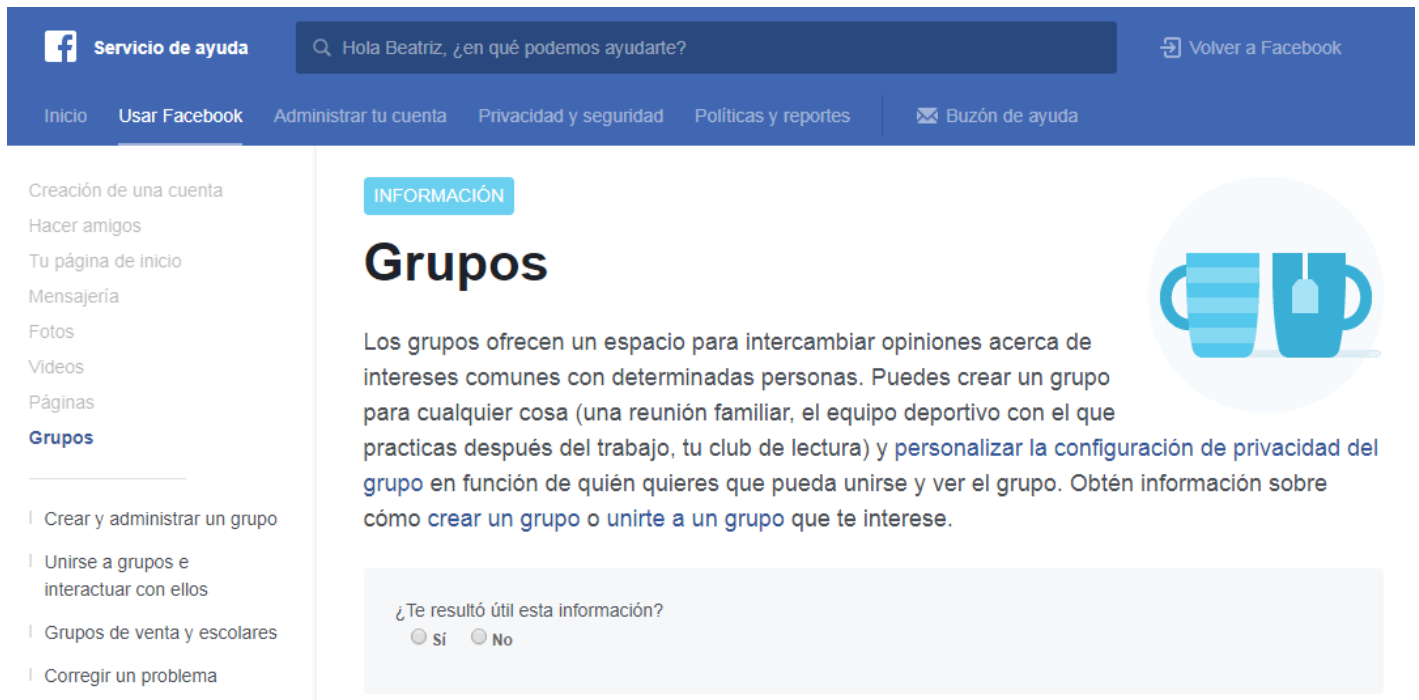 Servicio de ayuda
Hola Beatriz, ¿en qué podemos ayudarte?
Volver a Facebook
Inicio
Usar Facebook
Administrar tu cuenta
Privacidad y seguridad
Políticas y reportes
Buzón de ayuda
Creación de una cuenta
Hacer amigos
Tu página de inicio
Mensajería
Fotos
Videos
Páginas
Grupos
Crear y administrar un grupo
Unirse a grupos e
interactuar con ellos
Grupos de venta y escolares
Corregir un problema
INFORMACIÓN
Grupos
Los grupos ofrecen un espacio para intercambiar opiniones acerca de
intereses comunes con determinadas personas. Puedes crear un grupo
para cualquier cosa (una reunión familiar, el equipo deportivo con el que
practicas después del trabajo, tu club de lectura) y personalizar la configuración de privacidad del
grupo en función de quién quieres que pueda unirse y ver el grupo. Obtén información sobre
cómo crear un grupo o unirte a un grupo que te interese.
¿Te resultó útil esta información?
Sí
No